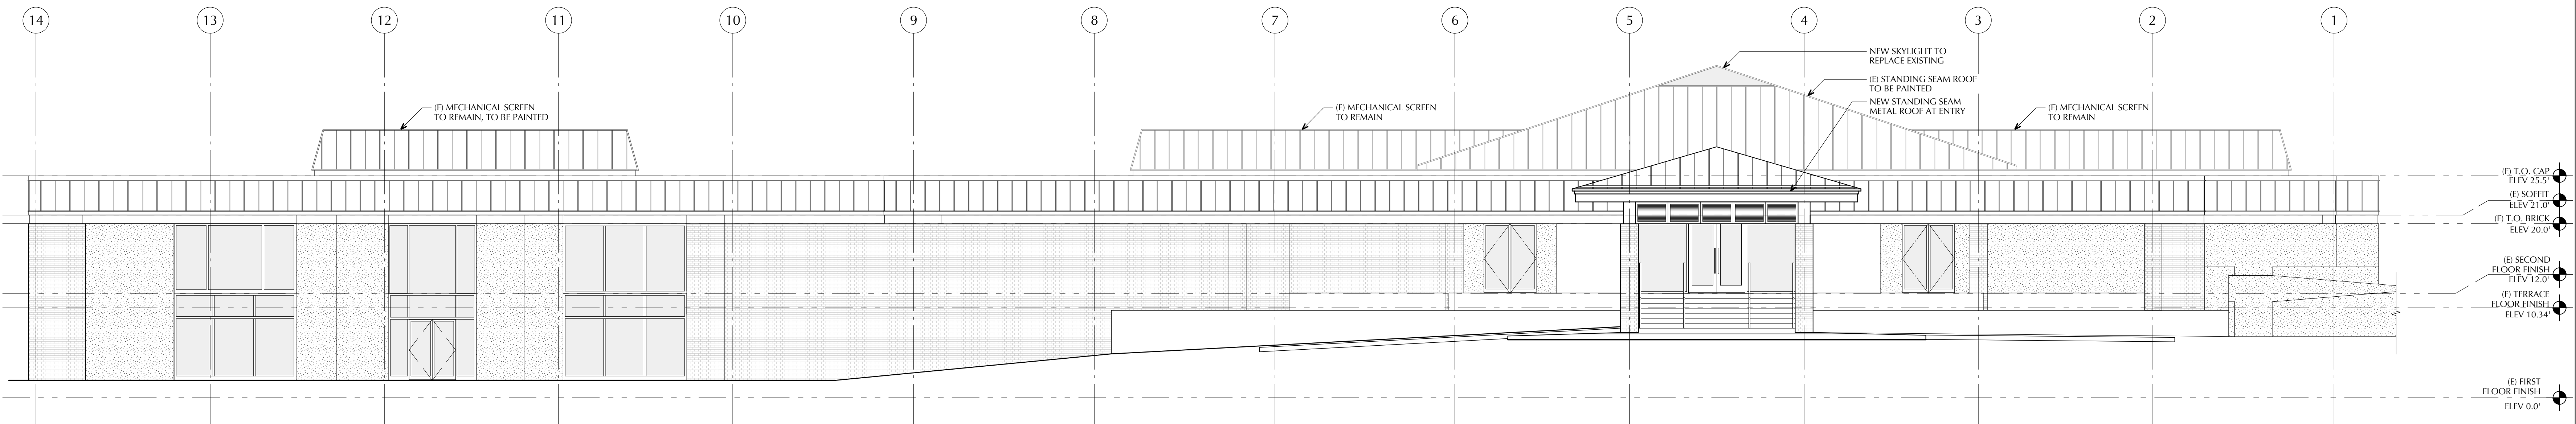 14 13 12 11 10 9 8 7 6 5 4 3 2 1
NEW SKYLIGHT TO
REPLACE EXISTING
(E) STANDING SEAM ROOF
TO BE PAINTED
NEW STANDING SEAM
METAL ROOF AT ENTRY
(E) MECHANICAL SCREEN
TO REMAIN, TO BE PAINTED
(E) MECHANICAL SCREEN
TO REMAIN
(E) MECHANICAL SCREEN
TO REMAIN
(E) T.O. CAP
ELEV 25.5'
(E) SOFFIT
ELEV 21.0'
(E) T.O. BRICK
ELEV 20.0'
(E) SECOND
FLOOR FINISH
ELEV 12.0'
(E) TERRACE
FLOOR FINISH
ELEV 10.34'
(E) FIRST
FLOOR FINISH
ELEV 0.0'